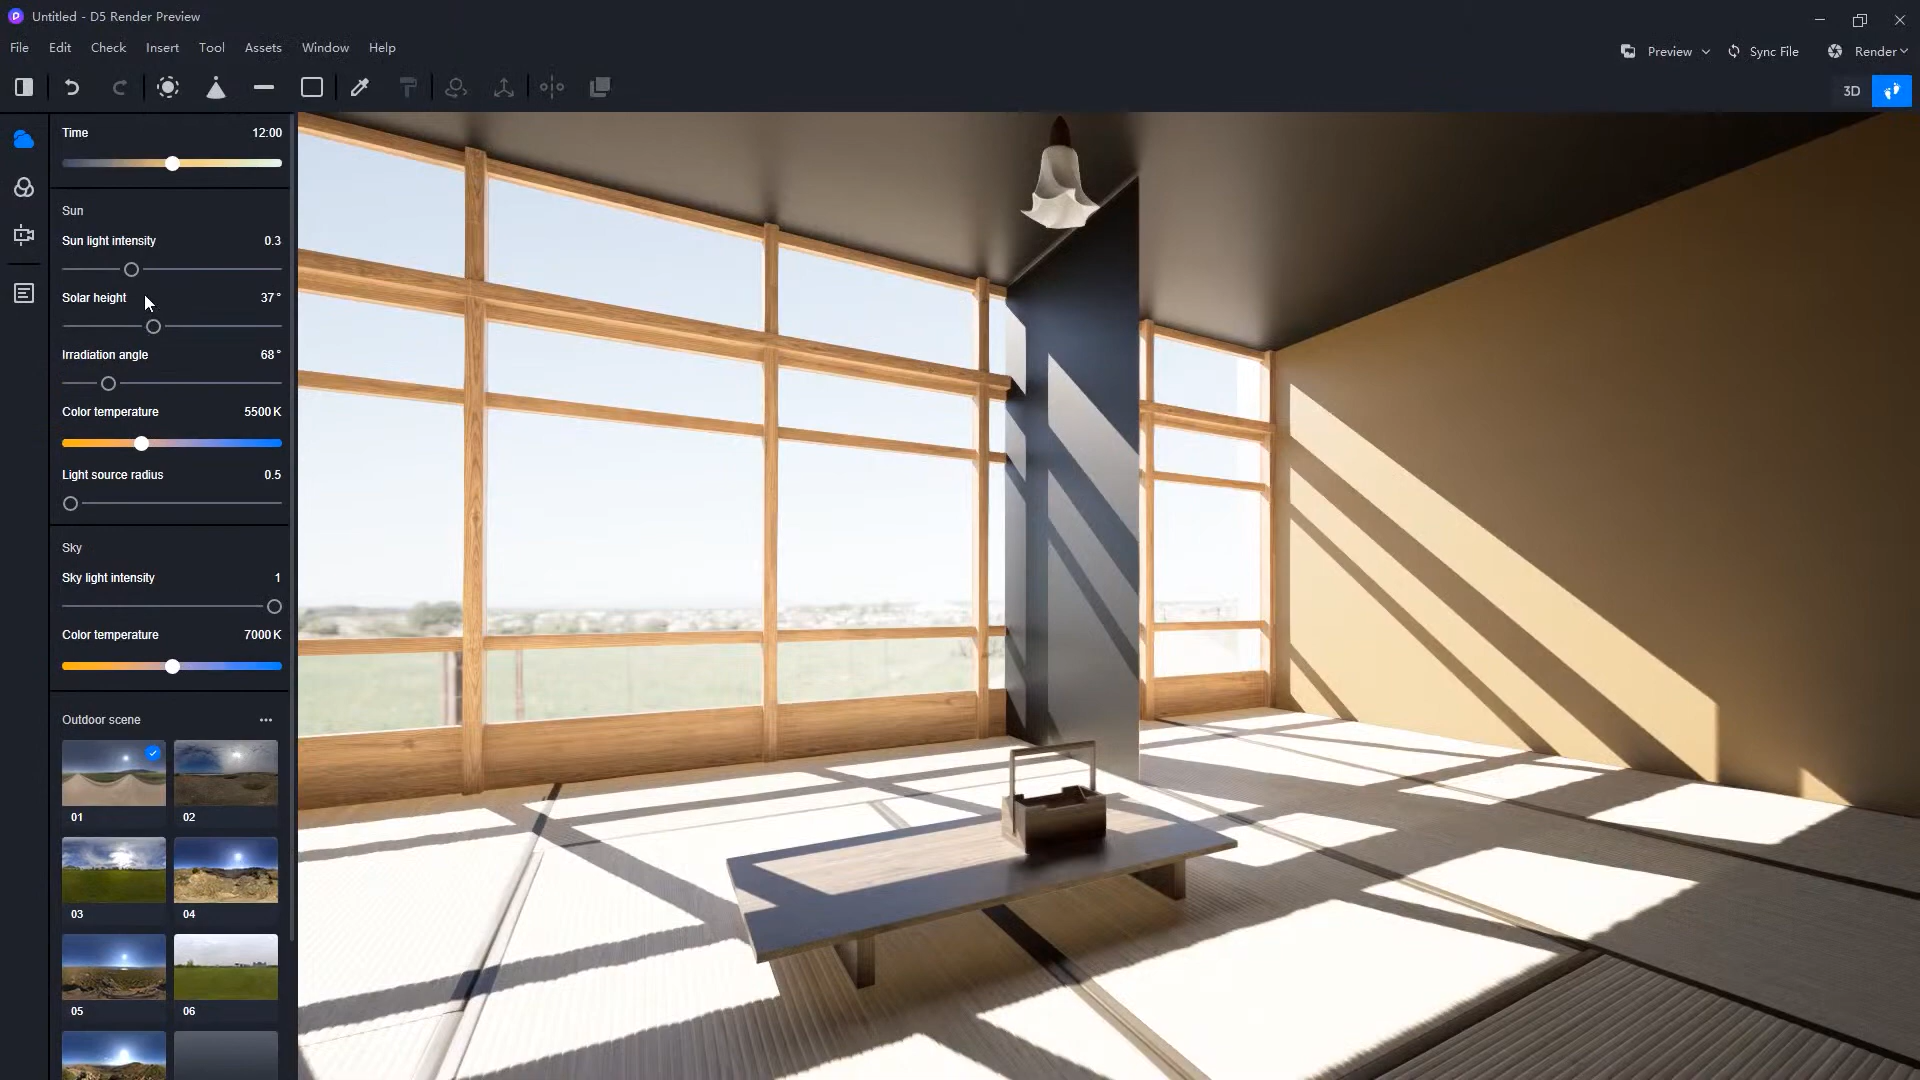 Untitled - D5 Render Preview
File Edit Check Insert Tool Assets Window Help
Preview Sync File Render
3D
Time 12:00
Sun
Sun light intensity 0.3
Solar height 37°
Irradiation angle 68°
Color temperature 5500 K
Light source radius 0.5
Sky
Sky light intensity 1
Color temperature 7000 K
Outdoor scene
01 02
03 04
05 06